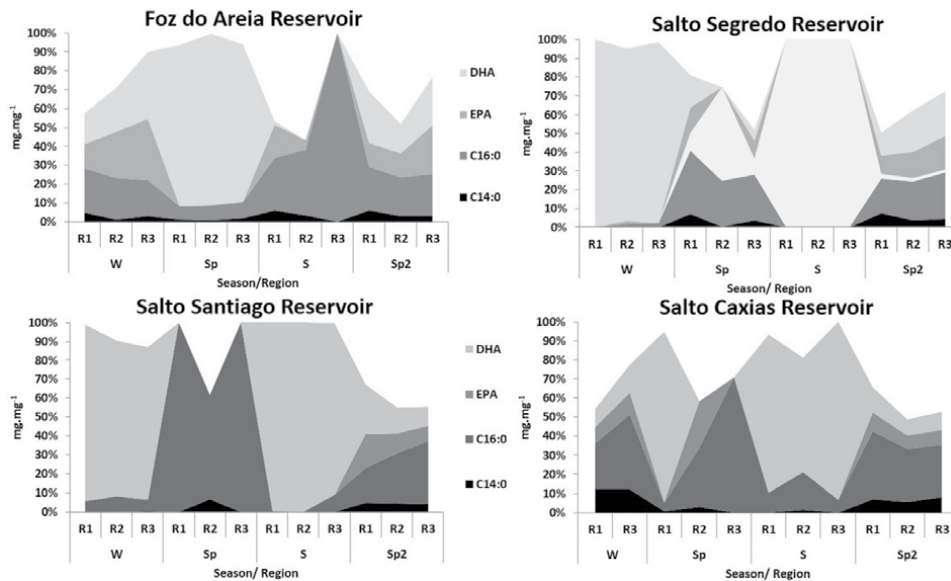 Foz do Areia Reservoir
100%
90%
80%
70%
60%
50%
40%
30%
20%
10%
0%
mg.mg-1
R1 R2 R3 R1 R2 R3 R1 R2 R3 R1 R2 R3
W Sp S Sp2
Season/Region
DHA
EPA
C16:0
C14:0
Salto Segredo Reservoir
100%
90%
80%
70%
60%
50%
40%
30%
20%
10%
0%
mg.mg-1
R1 R2 R3 R1 R2 R3 R1 R2 R3 R1 R2 R3
W Sp S Sp2
Season/ Region
Salto Santiago Reservoir
100%
90%
80%
70%
60%
50%
40%
30%
20%
10%
0%
mg.mg-1
R1 R2 R3 R1 R2 R3 R1 R2 R3 R1 R2 R3
W Sp S Sp2
Season/ Region
DHA
EPA
C16:0
C14:0
Salto Caxias Reservoir
100%
90%
80%
70%
60%
50%
40%
30%
20%
10%
0%
mg.mg-1
R1 R3 R1 R2 R3 R1 R2 R3 R1 R2 R3
W Sp S Sp2
Season/ Region